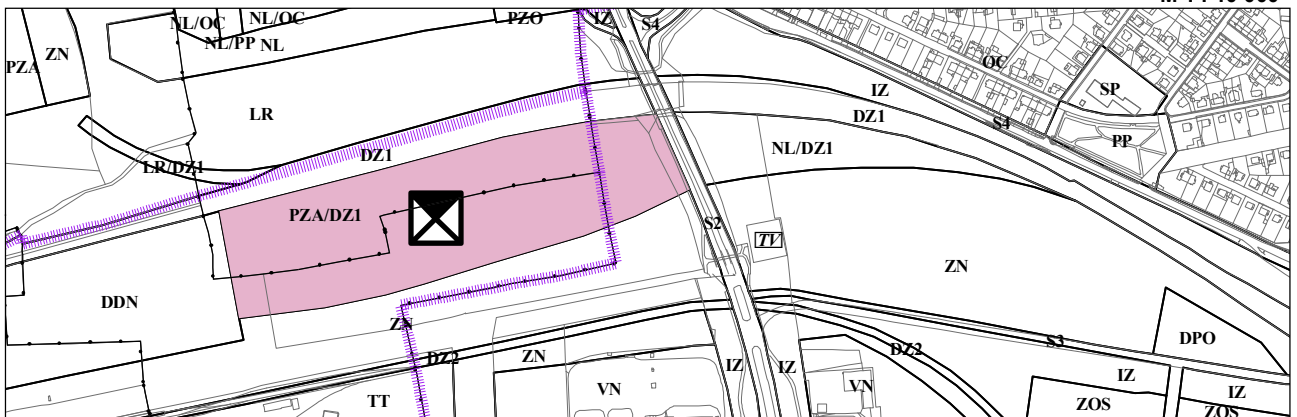 NL/OC
NL/OC
PZO
IZ
S4
NL/PP
NL
ZN
PZA
OC
SP
IZ
LR
DZ1
S4
PP
DZ1
NL/DZ1
LR/DZ1
PZA/DZ1
S2
TV
ZN
DDN
ZN
DZ2
ZN
DZ2
S3
DPO
IZ
IZ
IZ
IZ
VN
VN
TT
ZOS
ZOS